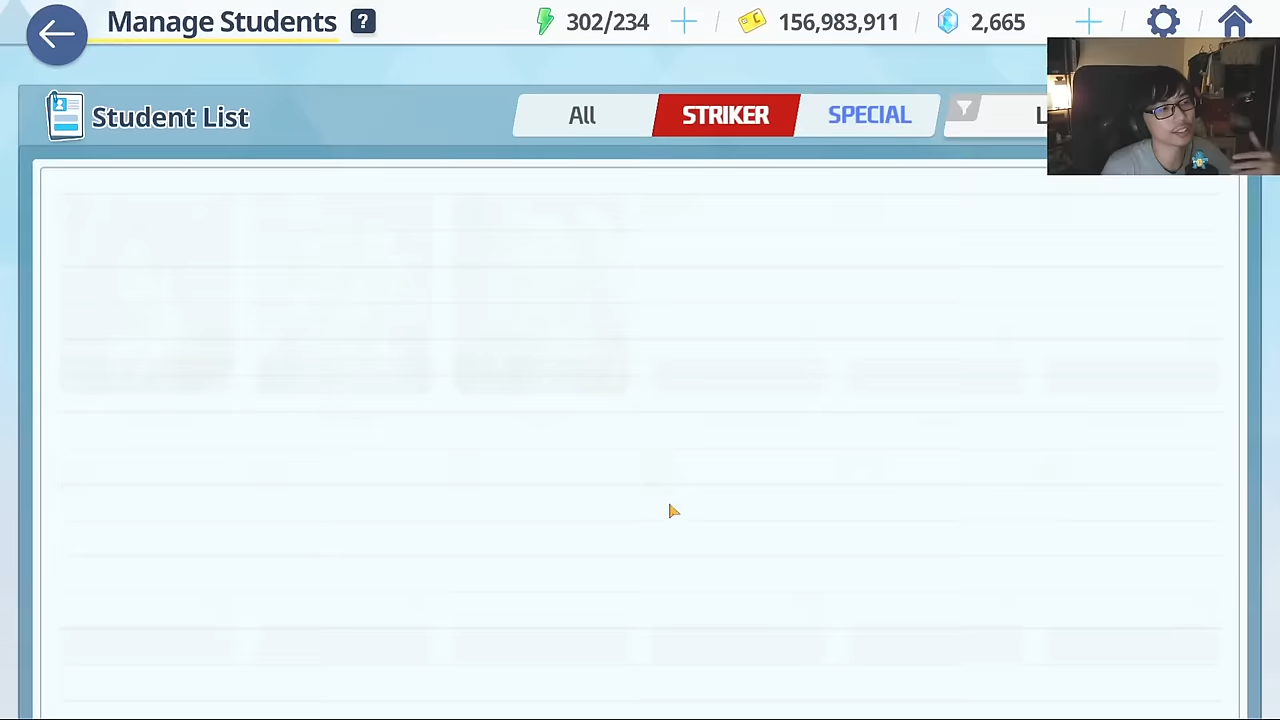 Manage Students ?
302/234
156,983,911
2,665
Student List
All
STRIKER
SPECIAL